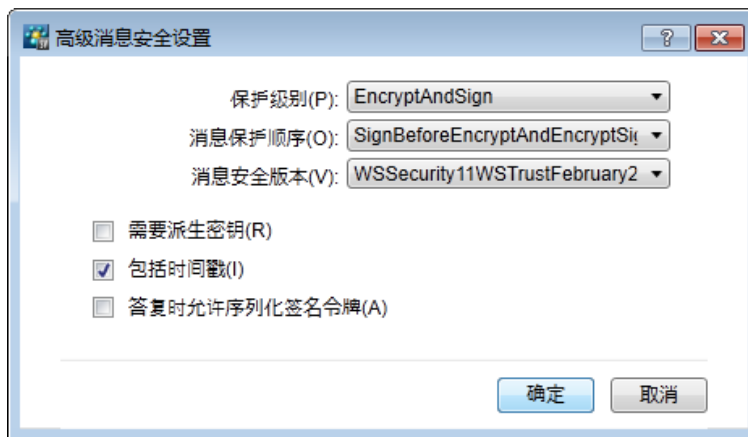 高级消息安全设置
保护级别(P): EncryptAndSign
消息保护顺序(O): SignBeforeEncryptAndEncryptSi
消息安全版本(V): WSSecurity11WSTrustFebruary2
需要派生密钥(R)
包括时间戳(I)
答复时允许序列化签名令牌(A)
确定 取消